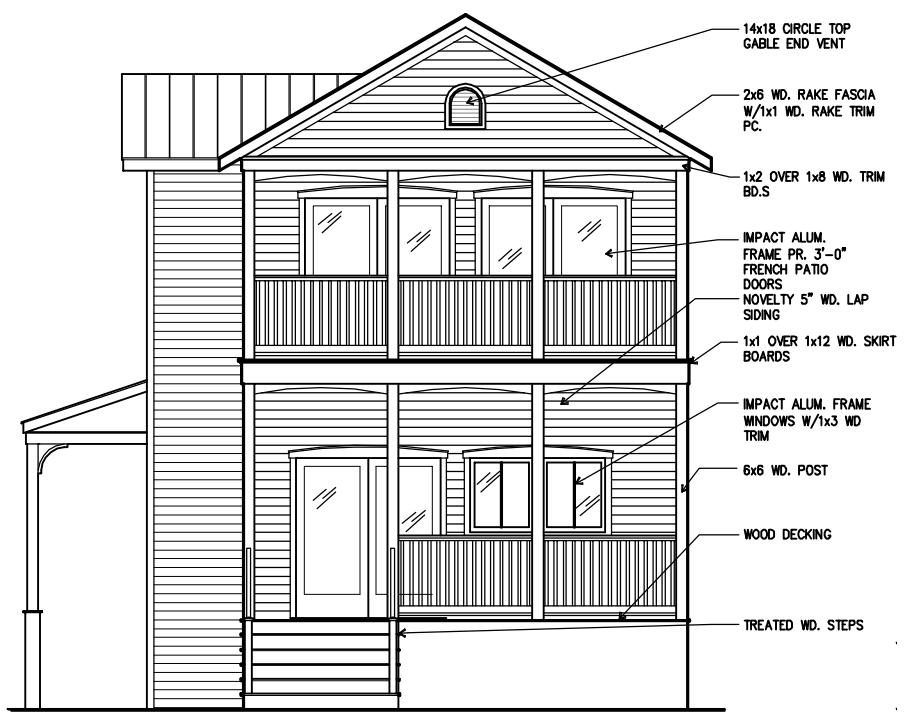 14x18 CIRCLE TOP
GABLE END VENT
2x6 WD. RAKE FASCIA
W/1x1 WD. RAKE TRIM
PC.
1x2 OVER 1x8 WD. TRIM
BD.S
IMPACT ALUM.
FRAME PR. 3'-0"
FRENCH PATIO
DOORS
NOVELTY 5" WD. LAP
SIDING
1x1 OVER 1x12 WD. SKIRT
BOARDS
IMPACT ALUM. FRAME
WINDOWS W/1x3 WD
TRIM
6x6 WD. POST
WOOD DECKING
TREATED WD. STEPS